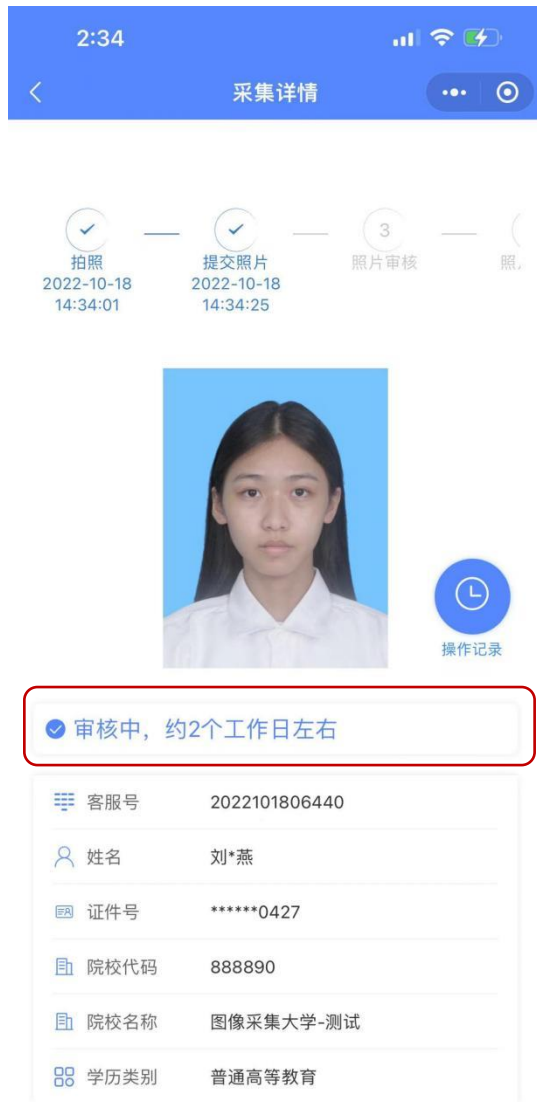 2:34
采集详情
3
拍照
提交照片
照片审核
照
2022-10-18
2022-10-18
14:34:01
14:34:25
操作记录
审核中，约2个工作日左右
客服号 2022101806440
姓名 刘*燕
证件号 ******0427
院校代码 888890
院校名称 图像采集大学-测试
学历类别 普通高等教育